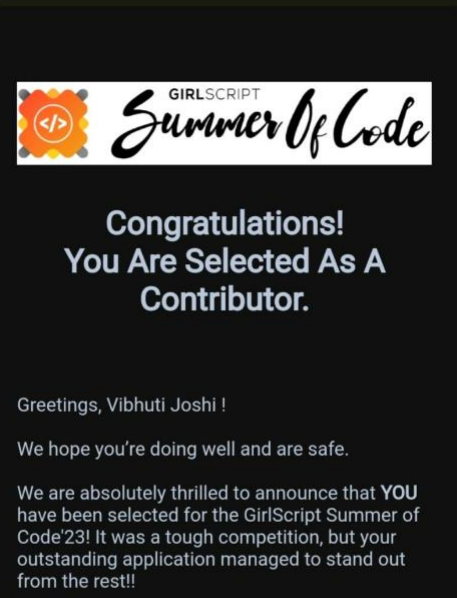 </>
GIRLSCRIPT
Summer Of Code
Congratulations!
You Are Selected As A
Contributor.
Greetings, Vibhuti Joshi !
We hope you’re doing well and are safe.
We are absolutely thrilled to announce that YOU
have been selected for the GirlScript Summer of
Code'23! It was a tough competition, but your
outstanding application managed to stand out
from the rest!!